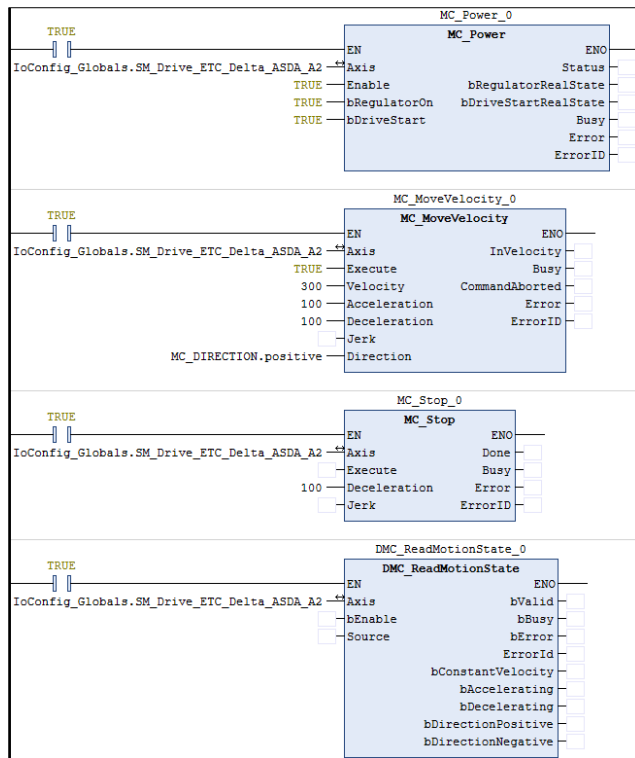 MC_Power_0
TRUE MC_Power
EN ENO
IoConfig_Globals.SM_Drive_ETC_Delta_ASDA_A2 Axis Status
TRUE Enable bRegulatorRealState
TRUE bRegulatorOn bDriveStartRealState
TRUE bDriveStart Busy
Error
ErrorID
MC_MoveVelocity_0
TRUE MC_MoveVelocity
EN ENO
IoConfig_Globals.SM_Drive_ETC_Delta_ASDA_A2 Axis InVelocity
TRUE Execute Busy
300 Velocity CommandAborted
100 Acceleration Error
100 Deceleration ErrorID
Jerk
MC_DIRECTION.positive Direction
MC_Stop_0
TRUE MC_Stop
EN ENO
IoConfig_Globals.SM_Drive_ETC_Delta_ASDA_A2 Axis Done
Execute Busy
100 Deceleration Error
Jerk ErrorID
DMC_ReadMotionState_0
TRUE DMC_ReadMotionState
EN ENO
IoConfig_Globals.SM_Drive_ETC_Delta_ASDA_A2 Axis bValid
bEnable bBusy
Source bError
ErrorId
bConstantVelocity
bAccelerating
bDecelerating
bDirectionPositive
bDirectionNegative